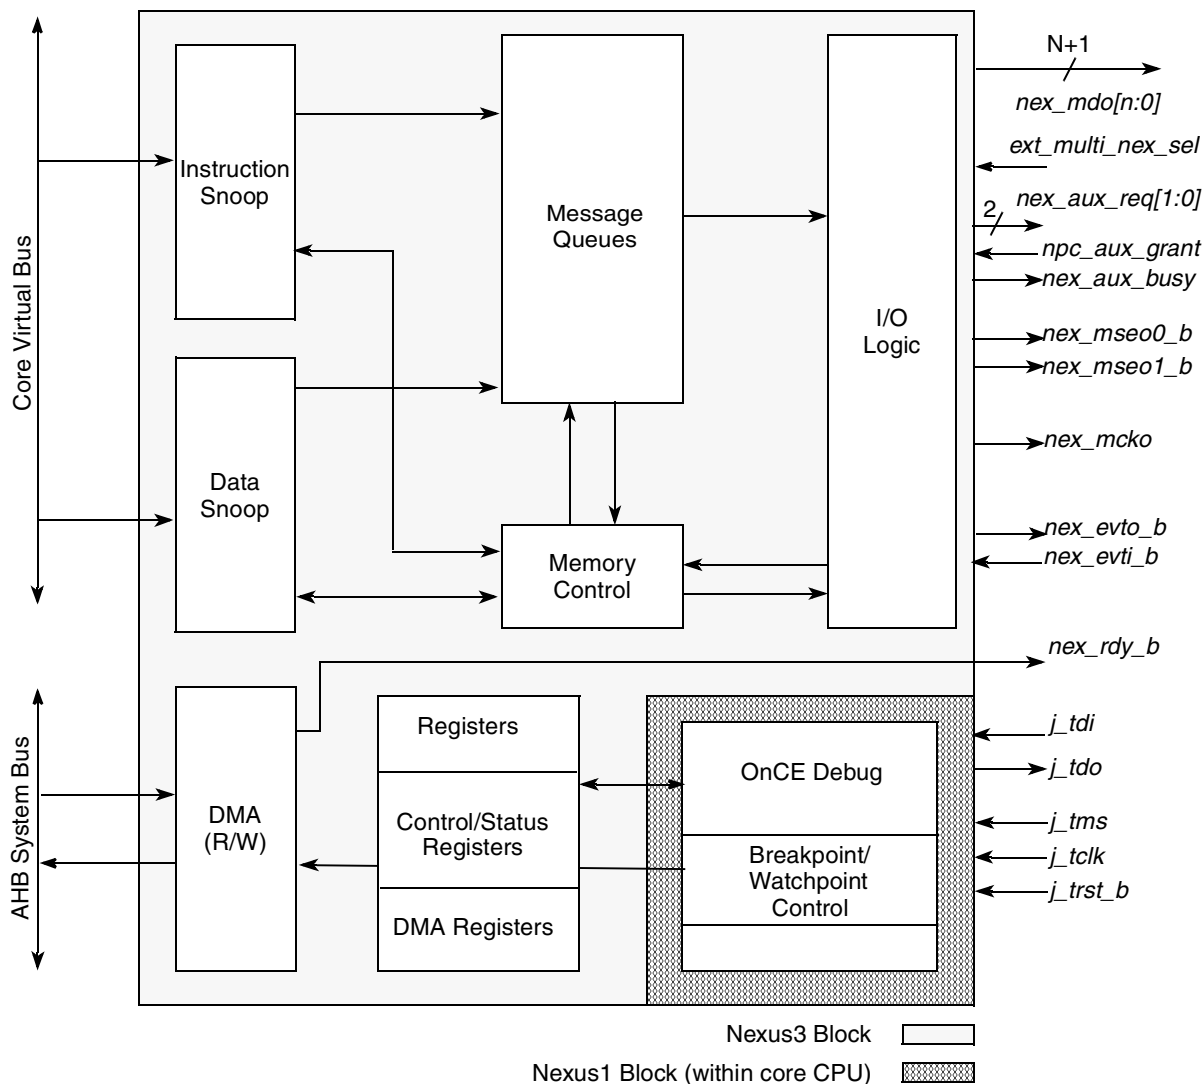 N+1
nex_mdo[n:0]
ext_multi_nex_sel
nex_aux_req[1:0]
2
npc_aux_grant
nex_aux_busy
nex_mseo0_b
nex_mseo1_b
nex_mcko
nex_evto_b
nex_evti_b
nex_rdy_b
j_tdi
j_tdo
j_tms
j_tclk
j_trst_b
Core Virtual Bus
Instruction
Snoop
Message
Queues
I/O
Logic
Data
Snoop
Memory
Control
AHB System Bus
DMA
(R/W)
Registers
Control/Status
Registers
DMA Registers
OnCE Debug
Breakpoint/
Watchpoint
Control
Nexus3 Block
Nexus1 Block (within core CPU)